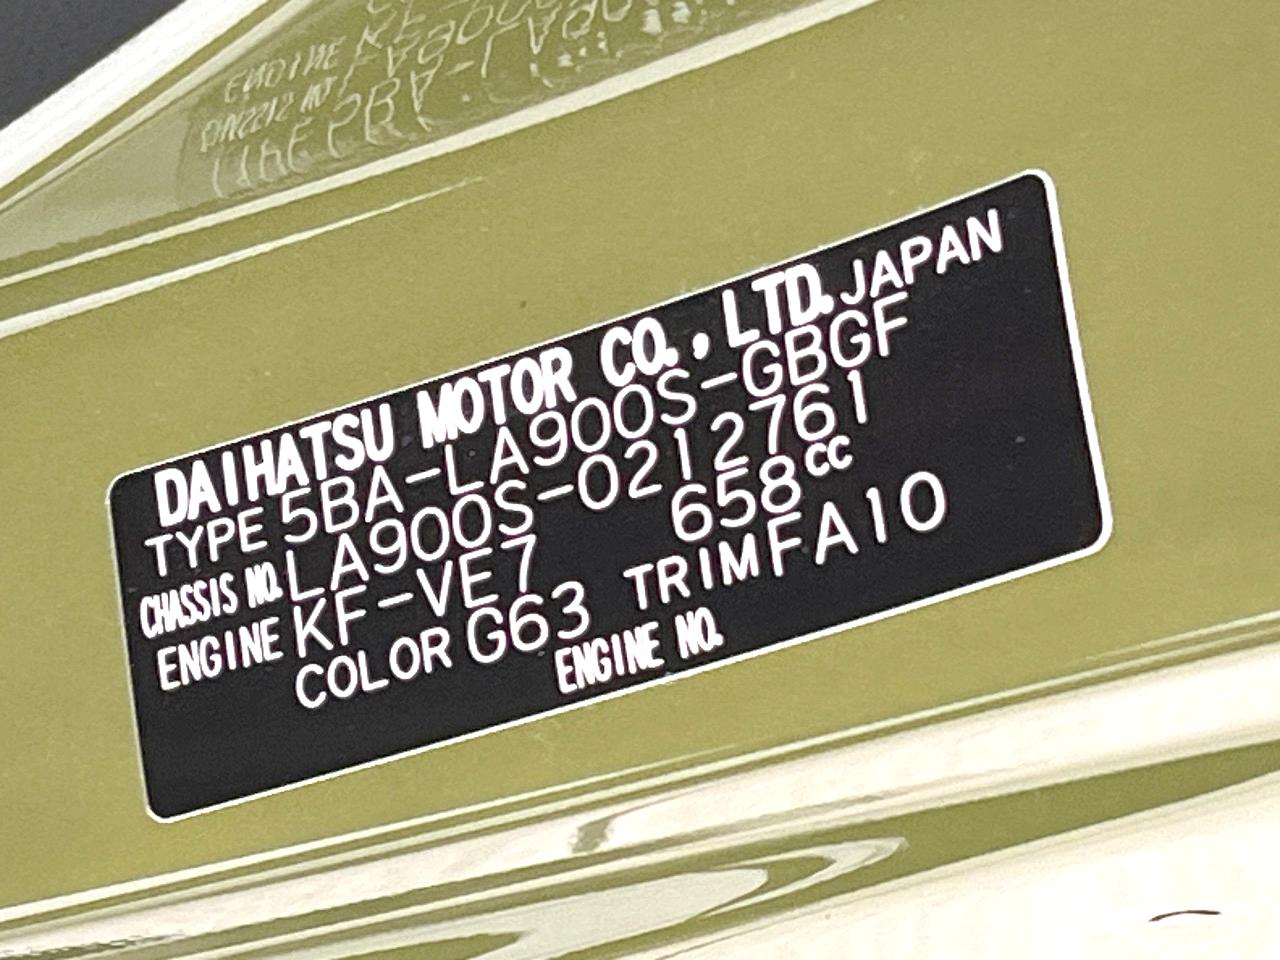 DAIHATSU MOTOR CO., LTD. JAPAN
TYPE 5BA-LA900S-GBGF
CHASSIS NO. LA900S-0212761
ENGINE KF-VE7 658cc
COLOR G63 TRIM FA10
ENGINE NO.